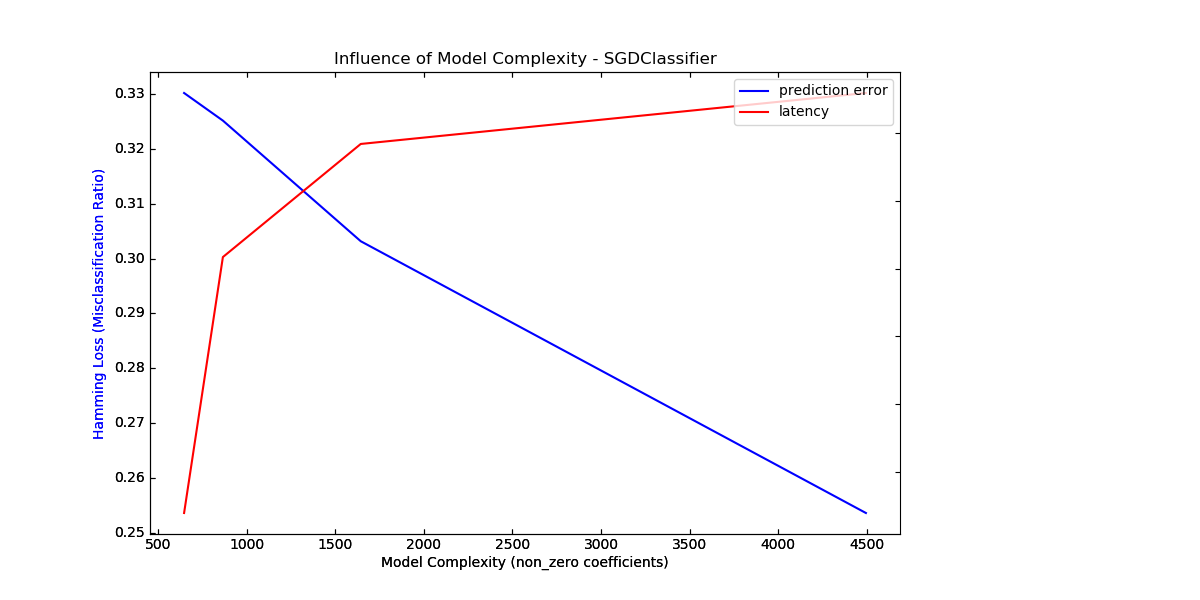 Influence of Model Complexity - SGDClassifier
prediction error
latency
Hamming Loss (Misclassification Ratio)
0.33
0.32
0.31
0.30
0.29
0.28
0.27
0.26
0.25
500 1000 1500 2000 2500 3000 3500 4000 4500
Model Complexity (non_zero coefficients)